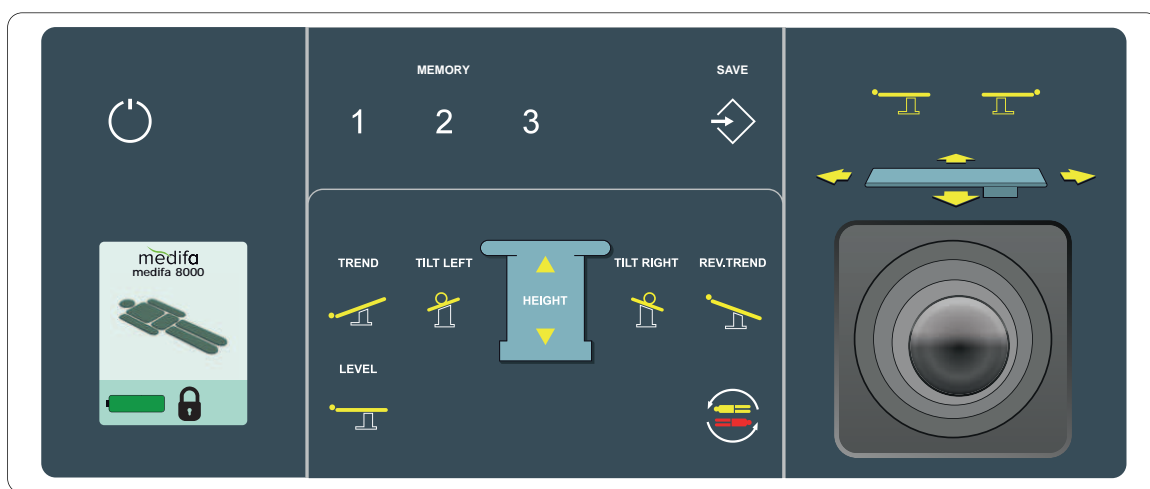 MEMORY
SAVE
1 2 3
medifa
medifa 8000
TREND
TILT LEFT
HEIGHT
TILT RIGHT
REV.TREND
LEVEL